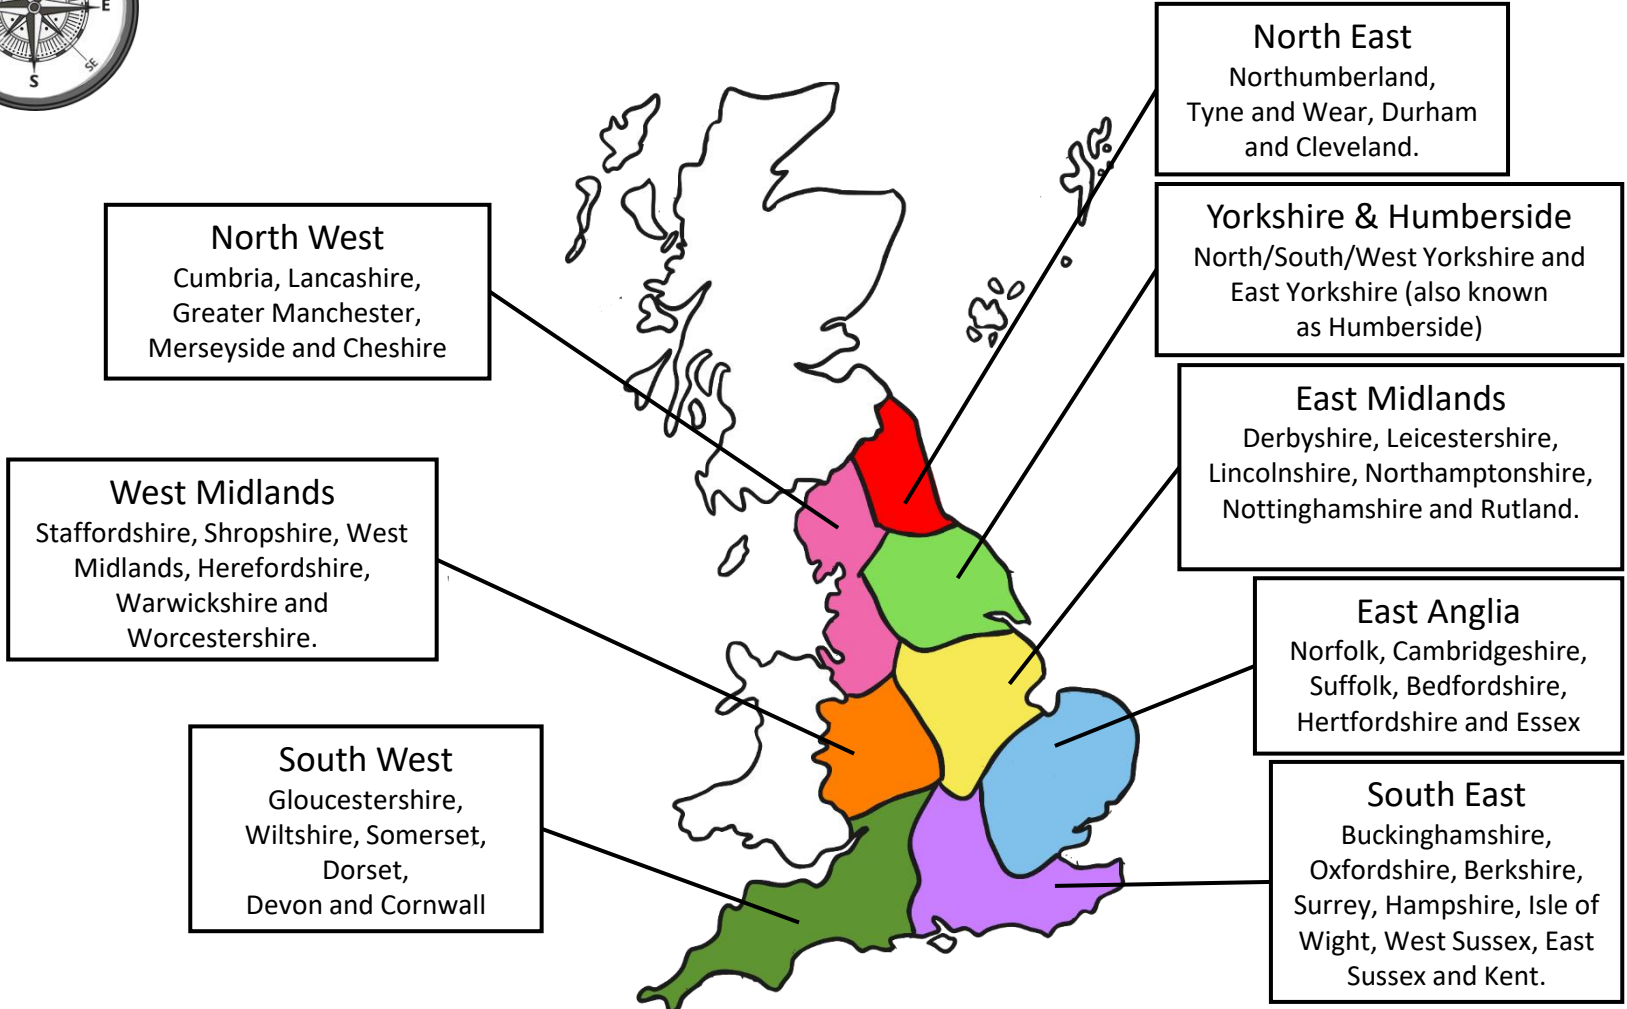 E
SE
S
North East
Northumberland,
Tyne and Wear, Durham
and Cleveland.
Yorkshire & Humberside
North/South/West Yorkshire and
East Yorkshire (also known
as Humberside)
North West
Cumbria, Lancashire,
Greater Manchester,
Merseyside and Cheshire
East Midlands
Derbyshire, Leicestershire,
Lincolnshire, Northamptonshire,
Nottinghamshire and Rutland.
West Midlands
Staffordshire, Shropshire, West
Midlands, Herefordshire,
Warwickshire and
Worcestershire.
East Anglia
Norfolk, Cambridgeshire,
Suffolk, Bedfordshire,
Hertfordshire and Essex
South West
Gloucestershire,
Wiltshire, Somerset,
Dorset,
Devon and Cornwall
South East
Buckinghamshire,
Oxfordshire, Berkshire,
Surrey, Hampshire, Isle of
Wight, West Sussex, East
Sussex and Kent.